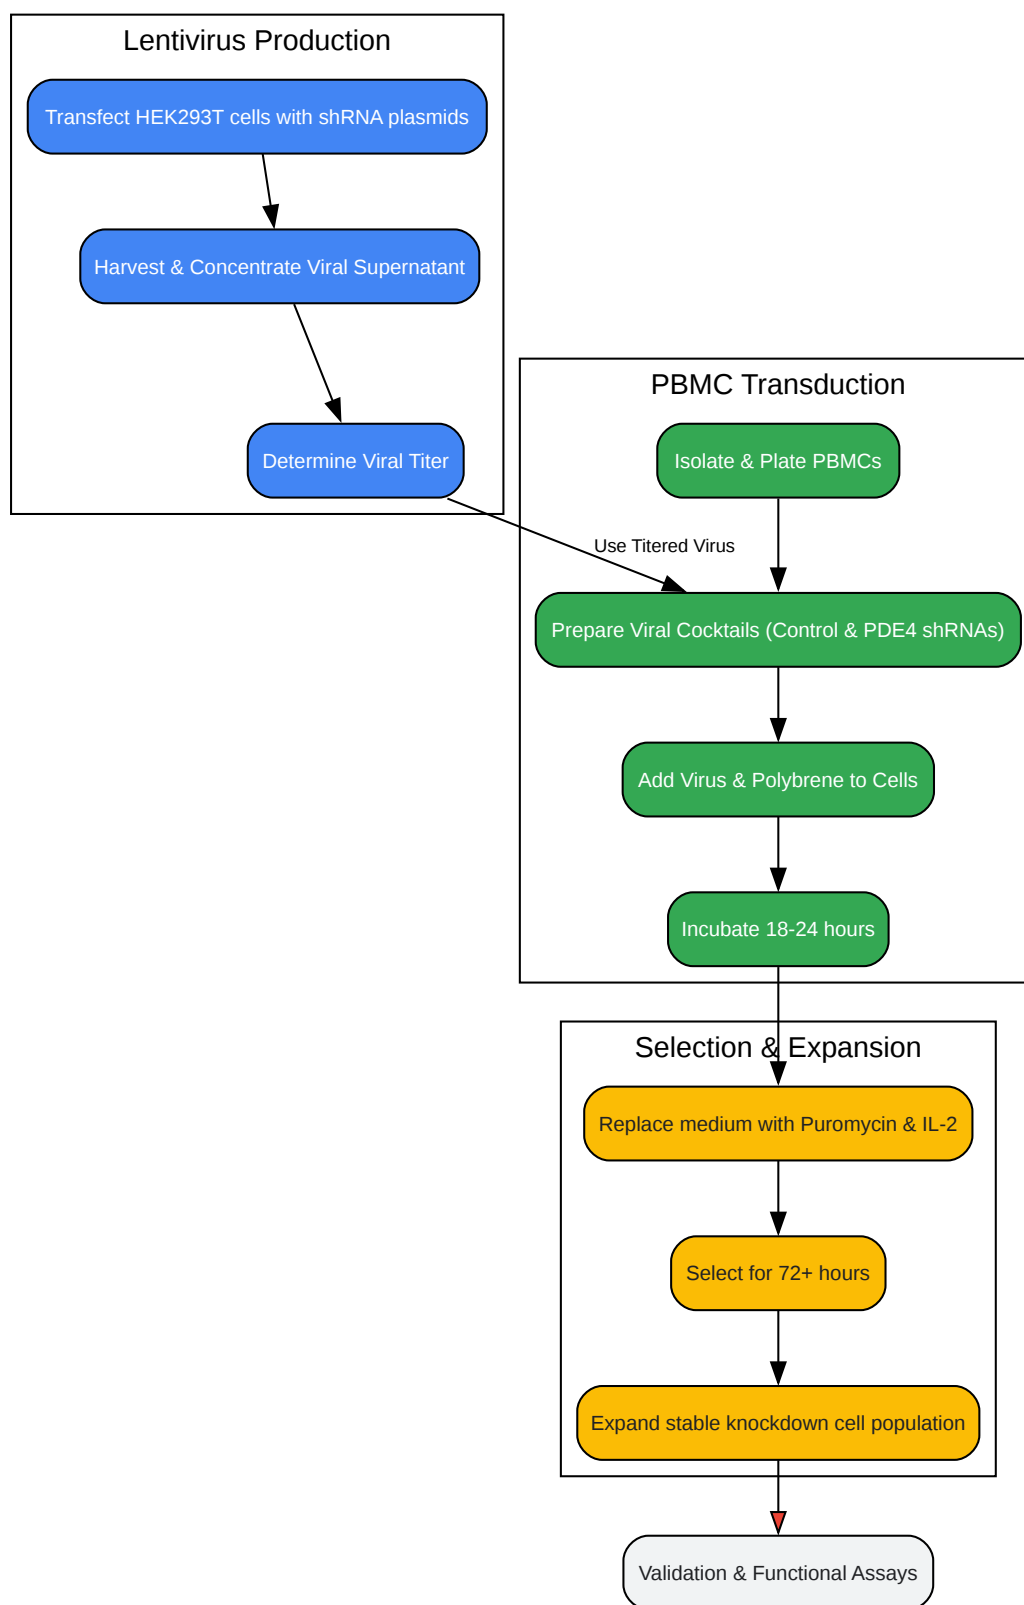 Lentivirus Production
Transfect HEK293T cells with shRNA plasmids
Harvest & Concentrate Viral Supernatant
Determine Viral Titer
PBMC Transduction
Isolate & Plate PBMCs
Use Titered Virus
Prepare Viral Cocktails (Control & PDE4 shRNAs)
Add Virus & Polybrene to Cells
Incubate 18-24 hours
Selection & Expansion
Replace medium with Puromycin & IL-2
Select for 72+ hours
Expand stable knockdown cell population
Validation & Functional Assays